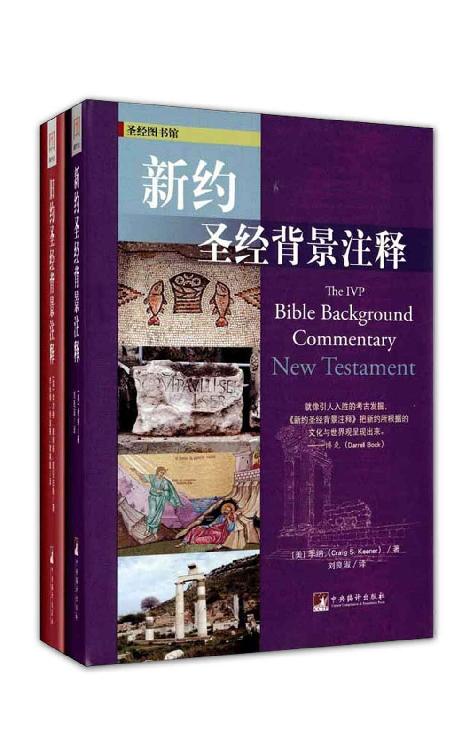 圣经图书馆
新约
圣经背景注释
The IVP
Bible Background
Commentary
New Testament
就像引人入胜的考古发掘，
《新约圣经背景注释》把新约所根据的
文化与世界观呈现出来。
——博克 (Darrell Bock)
[美] 季纳 (Craig S. Keener) / 著
刘良淑 / 译
中央编译出版社
Central Compilation & Translation Press
新约圣经背景注释
旧约圣经背景注释